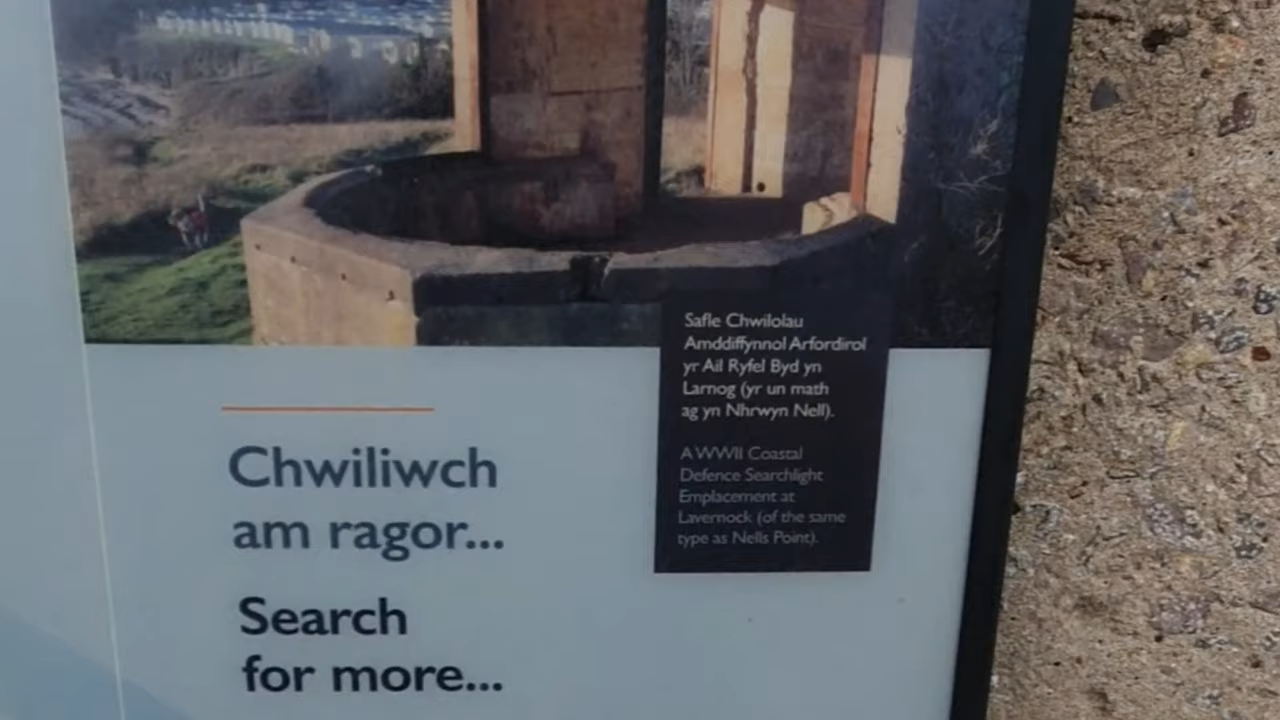 Safle Chwilolau
Amddiffynnol Arfordirol
yr Ail Ryfel Byd yn
Larnog (yr un math
ag yn Nhrwyn Nell).
A WWII Coastal
Defence Searchlight
Emplacement at
Lavernock (of the same
type as Nells Point).
Chwiliwch
am ragor...
Search
for more...